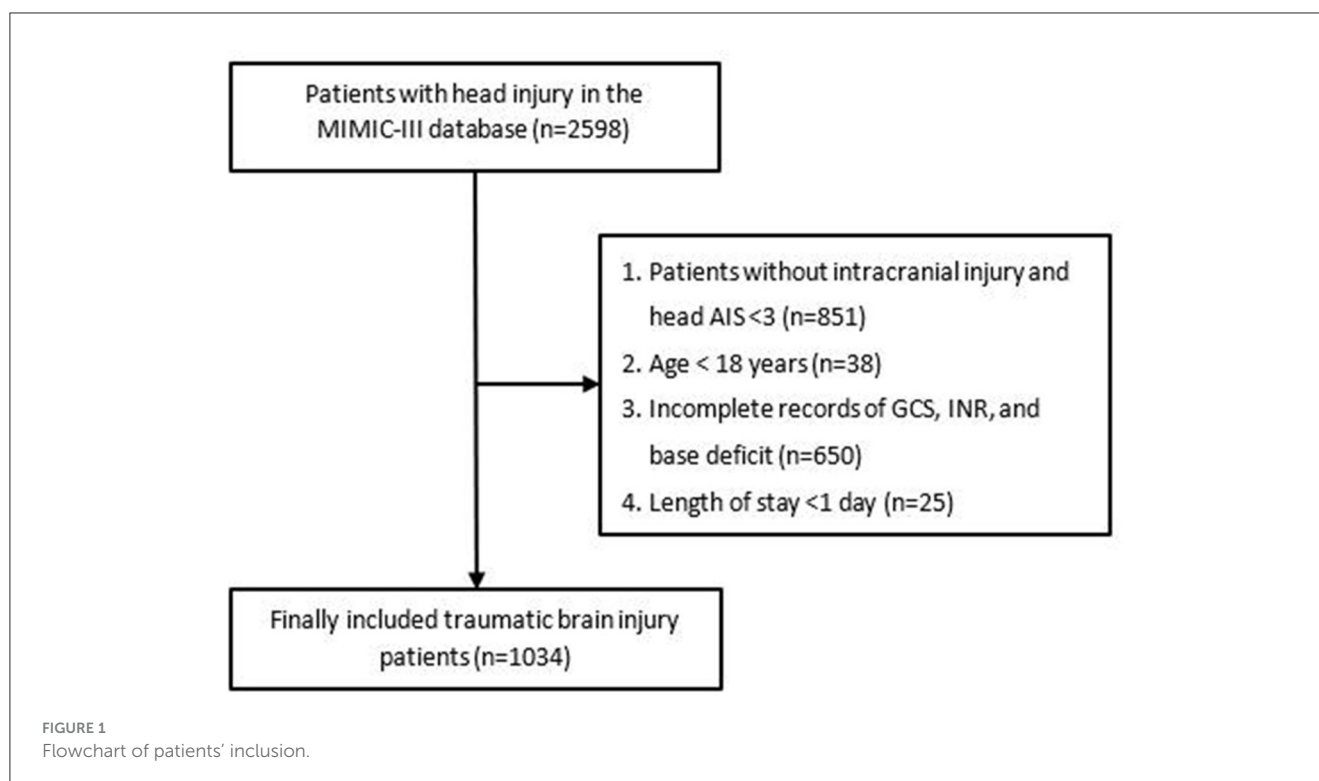 Patients with head injury in the
MIMIC-III database (n=2598)
1. Patients without intracranial injury and
head AIS <3 (n=851)
2. Age < 18 years (n=38)
3. Incomplete records of GCS, INR, and
base deficit (n=650)
4. Length of stay <1 day (n=25)
Finally included traumatic brain injury
patients (n=1034)
FIGURE 1
Flowchart of patients' inclusion.